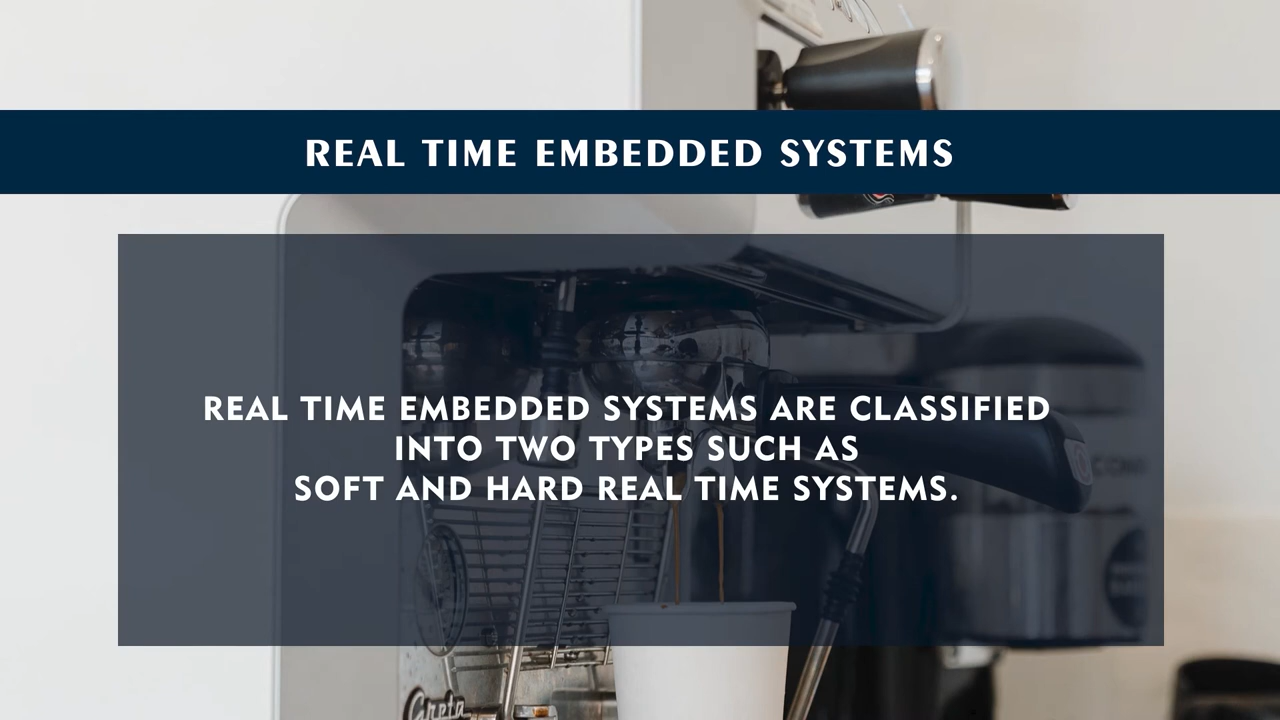 REAL TIME EMBEDDED SYSTEMS
REAL TIME EMBEDDED SYSTEMS ARE CLASSIFIED
INTO TWO TYPES SUCH AS
SOFT AND HARD REAL TIME SYSTEMS.
Greta